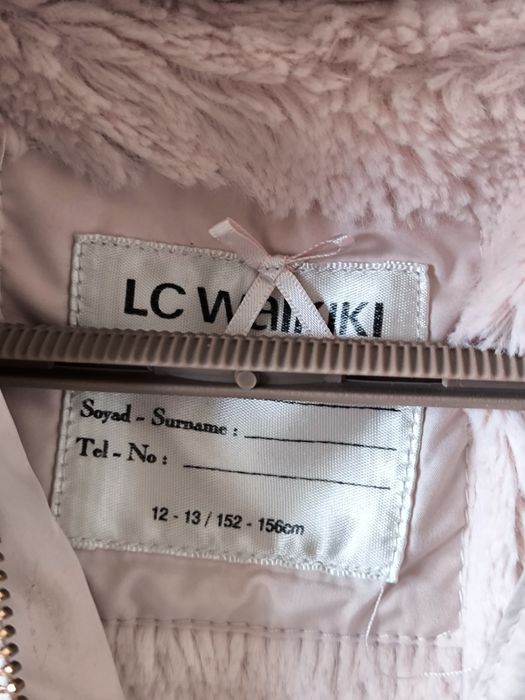 LC Waikiki
Soyad - Surname :
Tel - No :
12 - 13 / 152 - 156cm